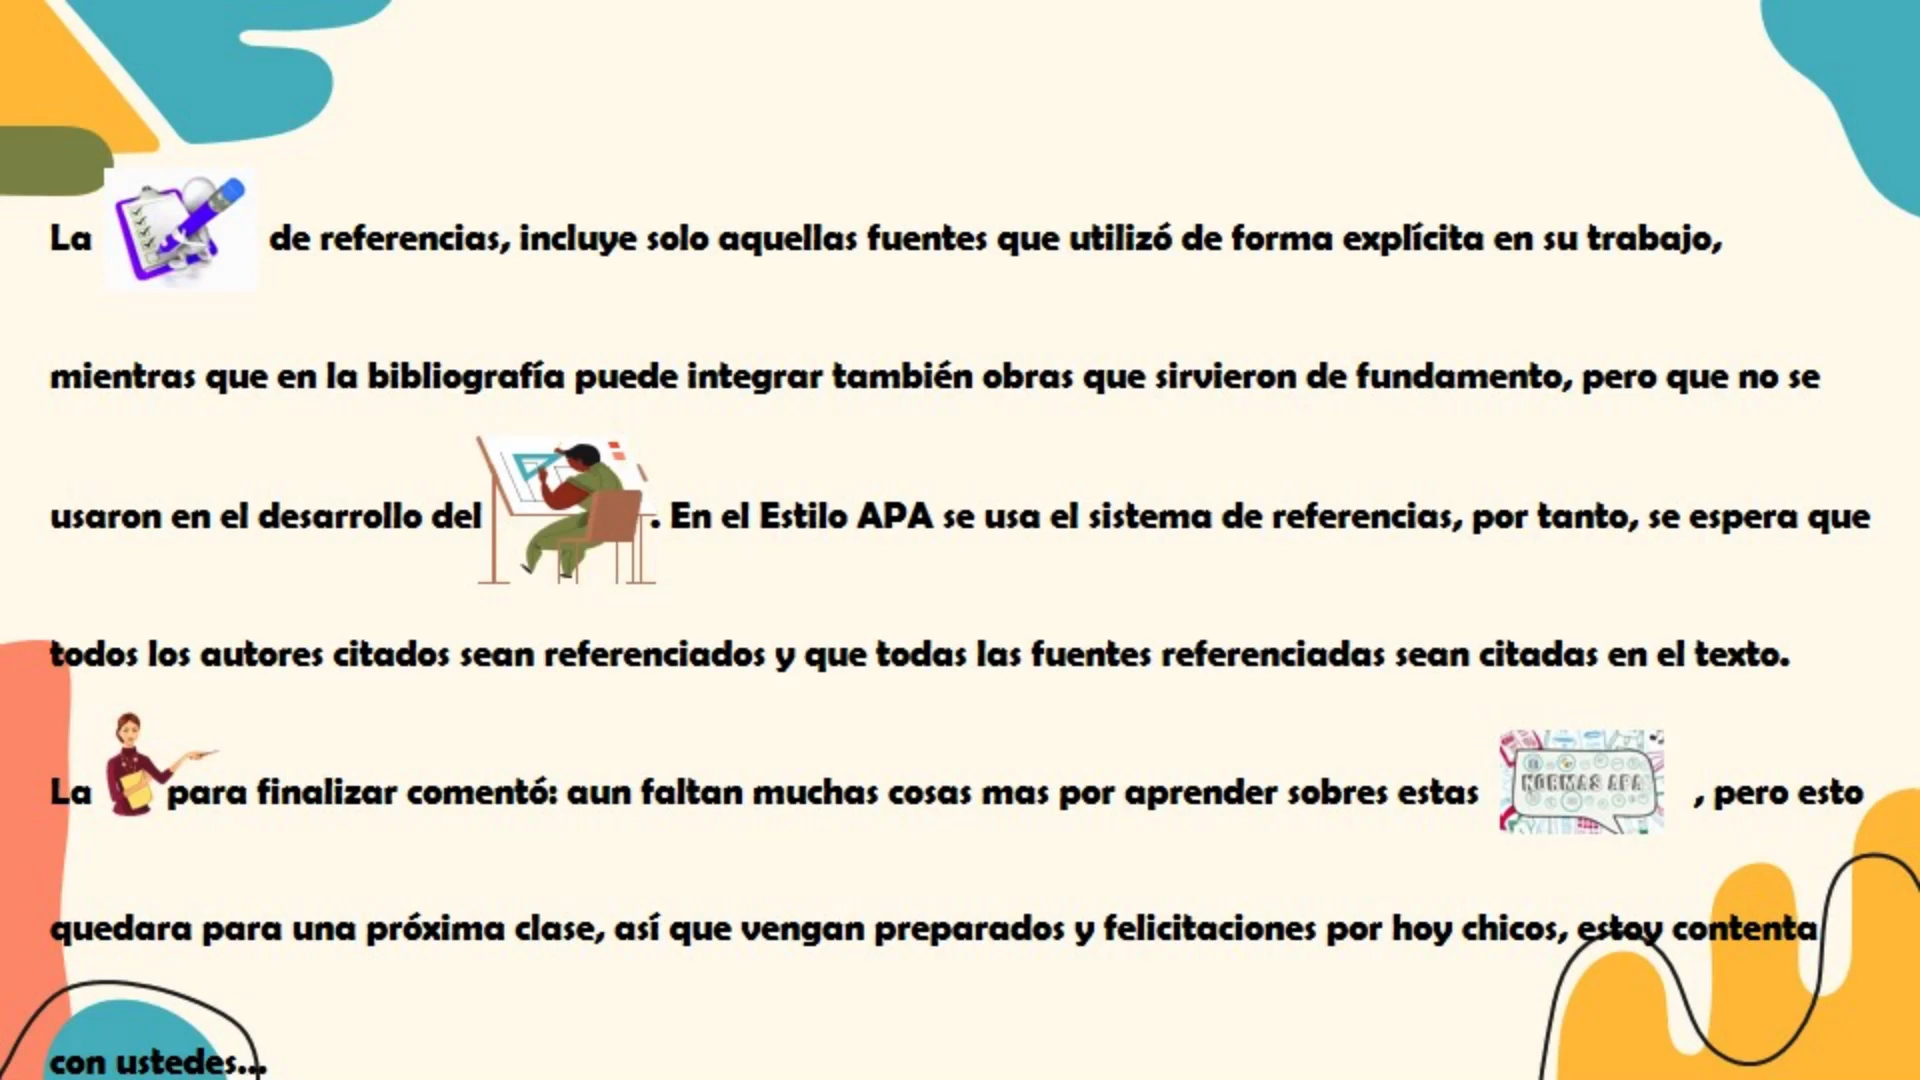 La de referencias, incluye solo aquellas fuentes que utilizó de forma explícita en su trabajo,
mientras que en la bibliografía puede integrar también obras que sirvieron de fundamento, pero que no se
usaron en el desarrollo del . En el Estilo APA se usa el sistema de referencias, por tanto, se espera que
todos los autores citados sean referenciados y que todas las fuentes referenciadas sean citadas en el texto.
La para finalizar comentó: aun faltan muchas cosas mas por aprender sobres estas NORMAS APA , pero esto
quedara para una próxima clase, así que vengan preparados y felicitaciones por hoy chicos, estoy contenta
con ustedes...